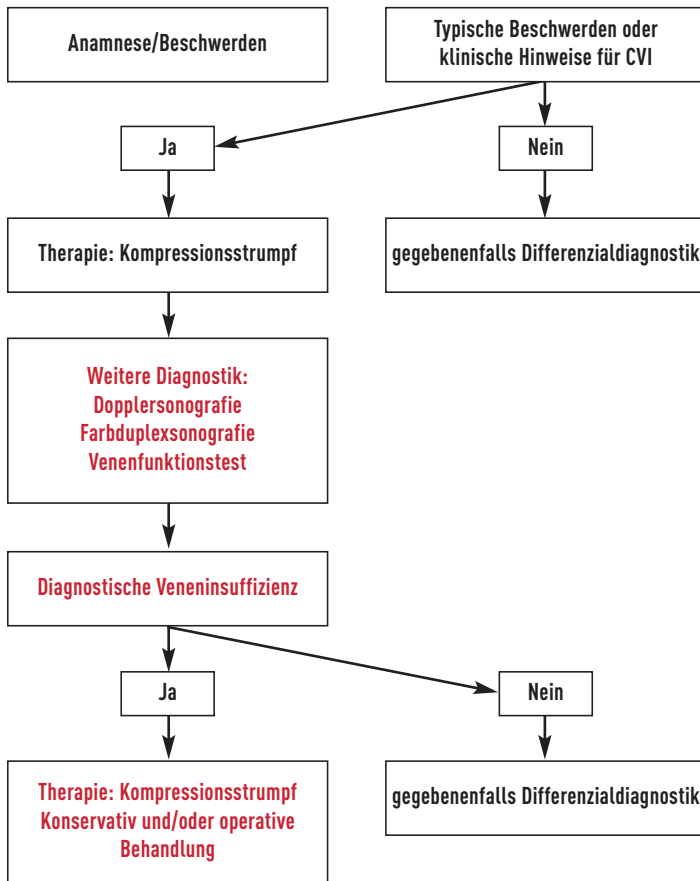 Anamnese/Beschwerden
Typische Beschwerden oder
klinische Hinweise für CVI
Ja
Nein
Therapie: Kompressionsstrumpf
gegebenenfalls Differenzialdiagnostik
Weitere Diagnostik:
Dopplersonografie
Farbduplexsonografie
Venenfunktionstest
Diagnostische Veneninsuffizienz
Ja
Nein
Therapie: Kompressionsstrumpf
Konservativ und/oder operative
Behandlung
gegebenenfalls Differenzialdiagnostik